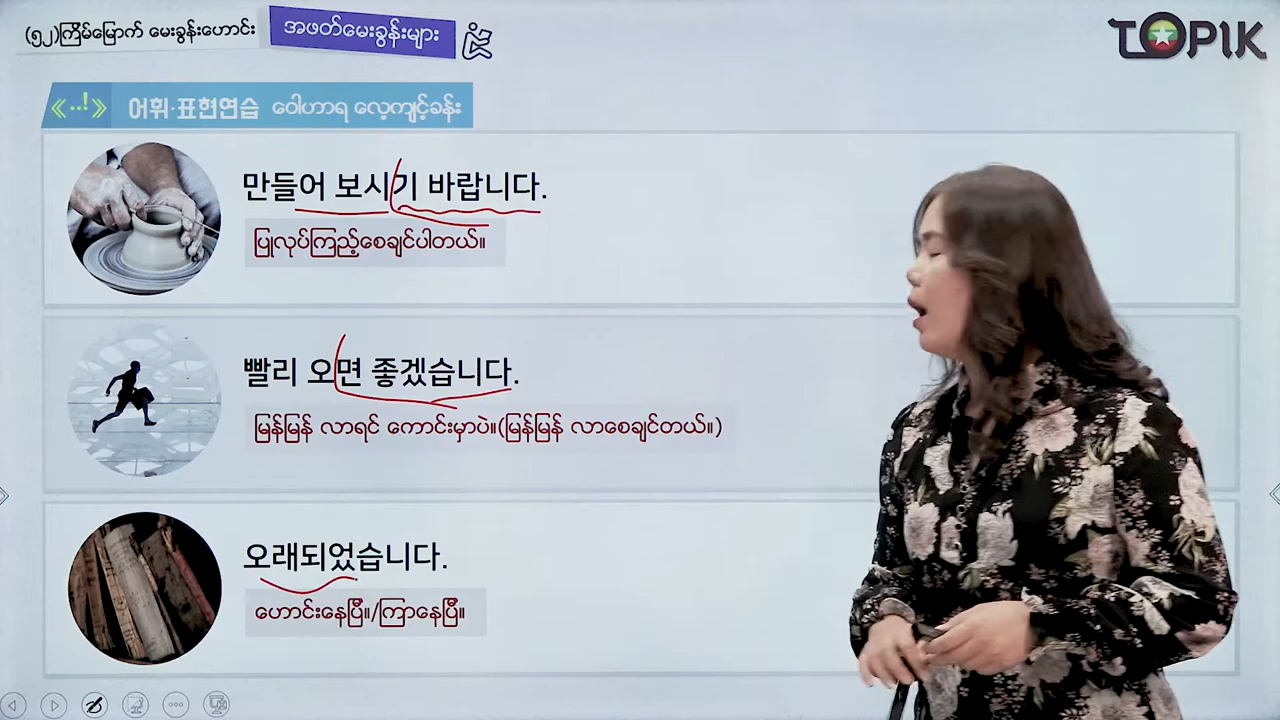 (၅၂)ကြိမ်မြောက် မေးခွန်းဟောင်း
အဖတ်မေးခွန်းများ
TOPIK
어휘·표현연습 ဝေါဟာရ လေ့ကျင့်ခန်း
만들어 보시기 바랍니다.
ပြုလုပ်ကြည့်စေချင်ပါတယ်။
빨리 오면 좋겠습니다.
မြန်မြန် လာရင် ကောင်းမှာပဲ။(မြန်မြန် လာစေချင်တယ်။)
오래되었습니다.
ဟောင်းနေပြီ။/ကြာနေပြီ။